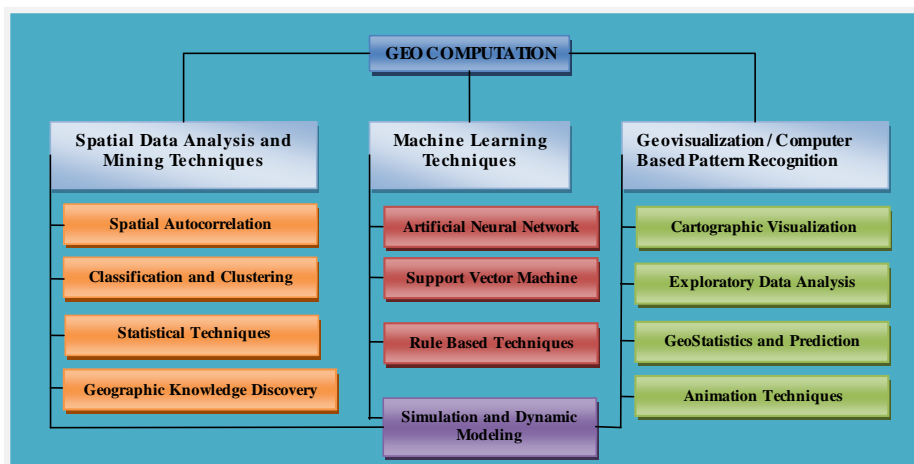 GEO COMPUTATION
Spatial Data Analysis and
Mining Techniques
Spatial Autocorrelation
Classification and Clustering
Statistical Techniques
Geographic Knowledge Discovery
Machine Learning
Techniques
Artificial Neural Network
Support Vector Machine
Rule Based Techniques
Simulation and Dynamic
Modeling
Geovisualization / Computer
Based Pattern Recognition
Cartographic Visualization
Exploratory Data Analysis
GeoStatistics and Prediction
Animation Techniques